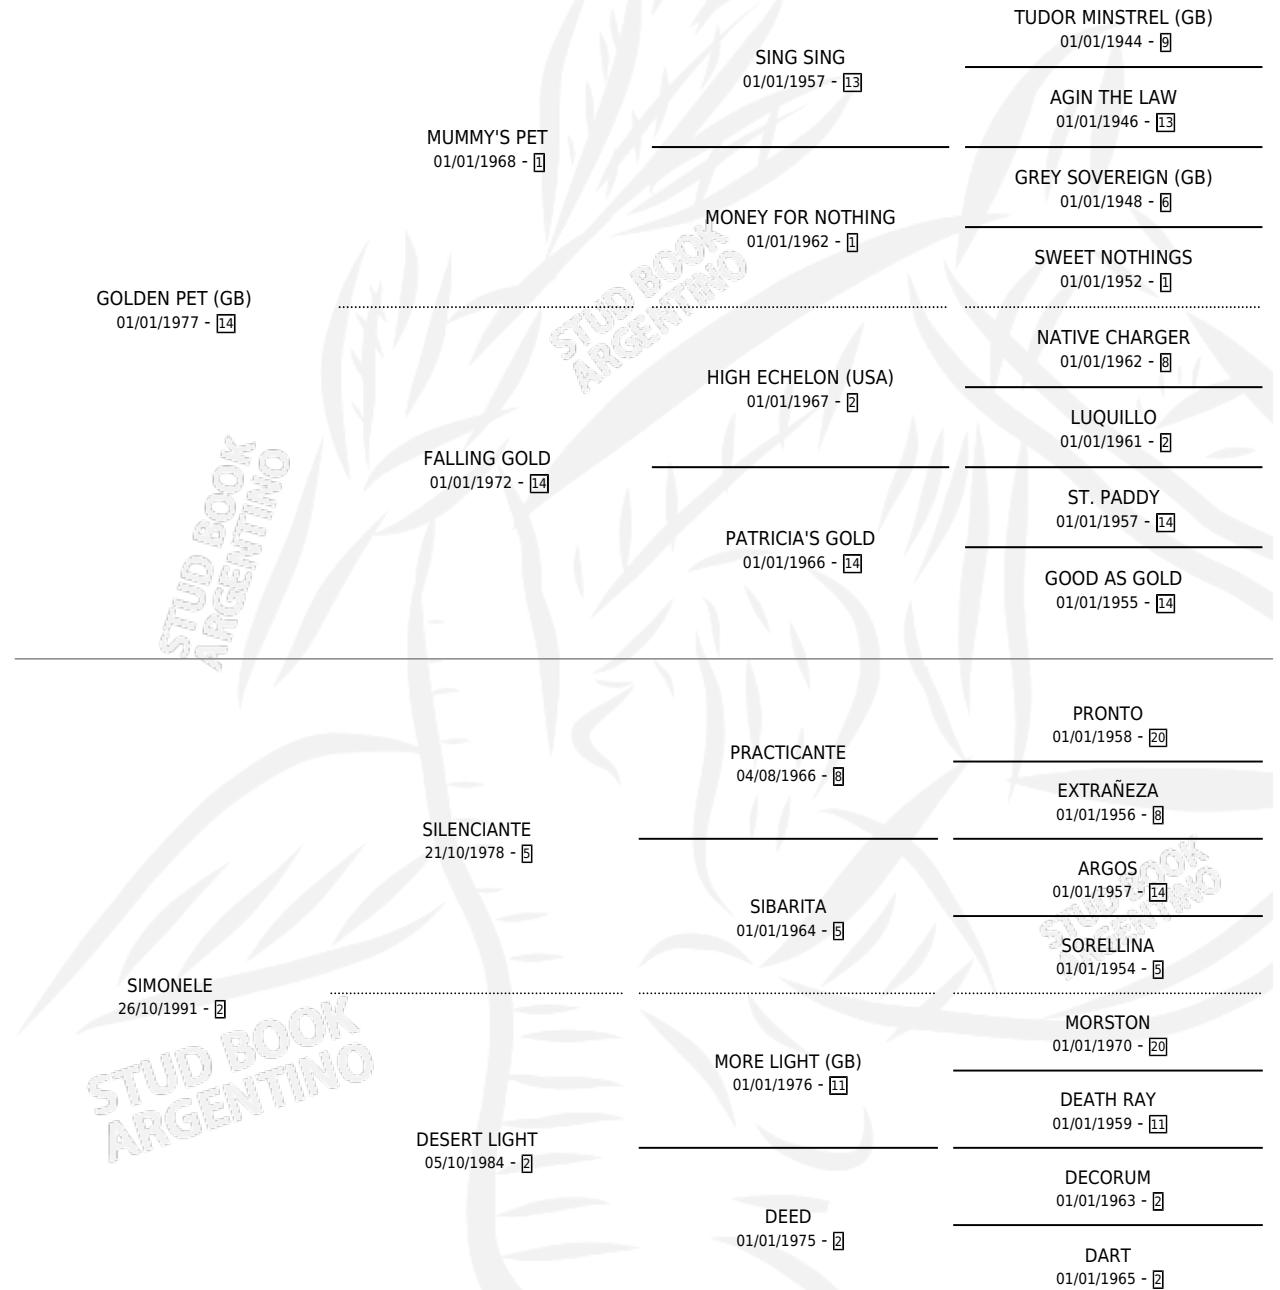 TUDOR MINSTREL (GB)
01/01/1944 - 9
SING SING
01/01/1957 - 13
AGIN THE LAW
01/01/1946 - 13
MUMMY'S PET
01/01/1968 - 1
GREY SOVEREIGN (GB)
01/01/1948 - 6
MONEY FOR NOTHING
01/01/1962 - 1
SWEET NOTHINGS
01/01/1952 - 1
GOLDEN PET (GB)
01/01/1977 - 14
NATIVE CHARGER
01/01/1962 - 8
HIGH ECHELON (USA)
01/01/1967 - 2
LUQUILLO
01/01/1961 - 2
FALLING GOLD
01/01/1972 - 14
ST. PADDY
01/01/1957 - 14
PATRICIA'S GOLD
01/01/1966 - 14
GOOD AS GOLD
01/01/1955 - 14
PRONTO
01/01/1958 - 20
PRACTICANTE
04/08/1966 - 8
EXTRAÑEZA
01/01/1956 - 8
SILENCIANTE
21/10/1978 - 5
ARGOS
01/01/1957 - 14
SIBARITA
01/01/1964 - 5
SORELLINA
01/01/1954 - 5
SIMONELE
26/10/1991 - 2
MORSTON
01/01/1970 - 20
MORE LIGHT (GB)
01/01/1976 - 11
DEATH RAY
01/01/1959 - 11
DESERT LIGHT
05/10/1984 - 2
DECORUM
01/01/1963 - 2
DEED
01/01/1975 - 2
DART
01/01/1965 - 2
STUD BOOK
ARGENTINO
STUD BOOK
ARGENTINO
STUD BOOK
ARGENTINO
STUD BOOK
ARGENTINO